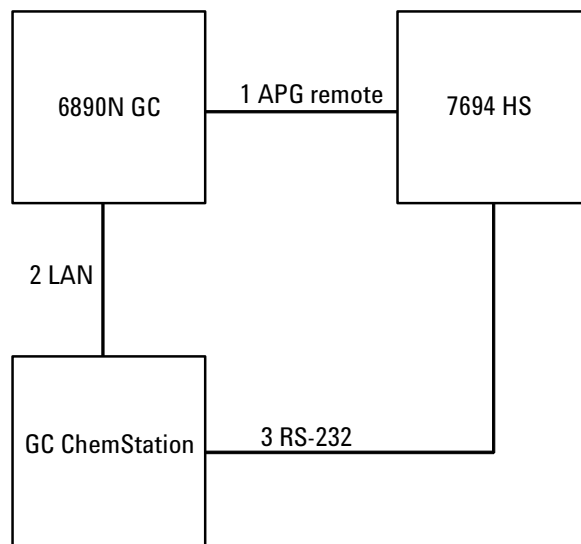 1 APG remote
6890N GC
7694 HS
2 LAN
GC ChemStation
3 RS-232